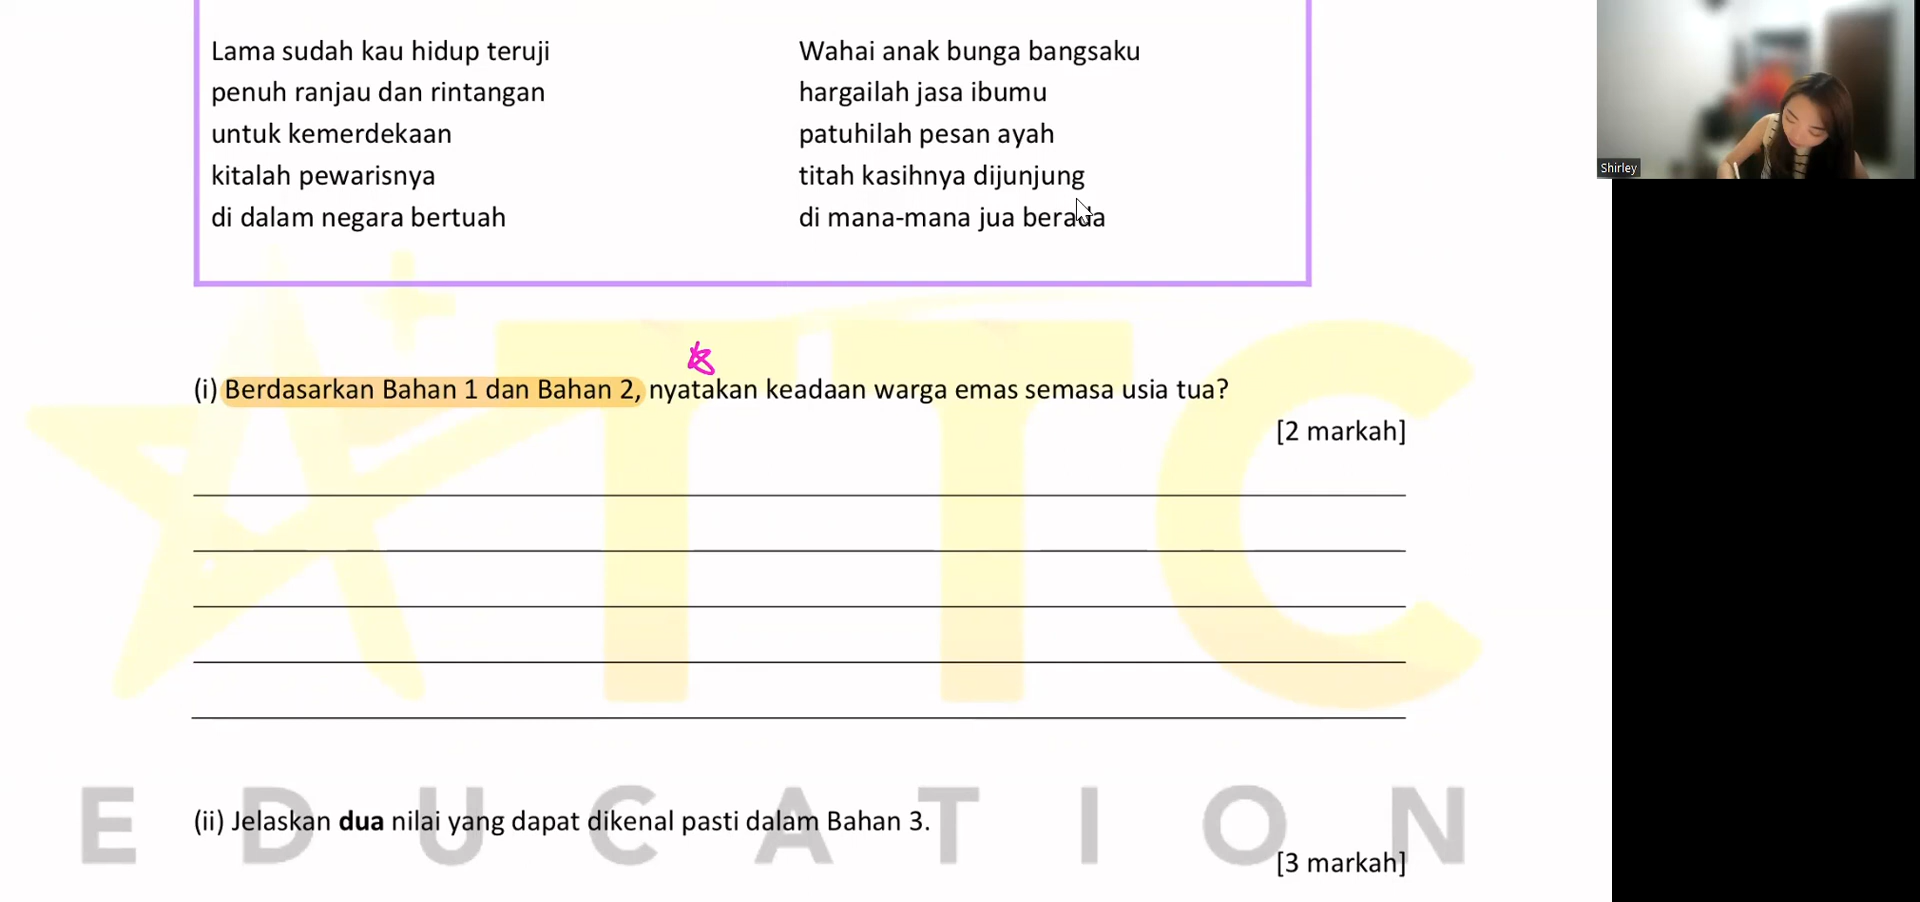 Lama sudah kau hidup teruji
penuh ranjau dan rintangan
untuk kemerdekaan
kitalah pewarisnya
di dalam negara bertuah
Wahai anak bunga bangsaku
hargailah jasa ibumu
patuhilah pesan ayah
titah kasihnya dijunjung
di mana-mana jua berada
(i) Berdasarkan Bahan 1 dan Bahan 2, nyatakan keadaan warga emas semasa usia tua?
[2 markah]
(ii) Jelaskan dua nilai yang dapat dikenal pasti dalam Bahan 3.
[3 markah]
TTC
EDUCATION
Shirley